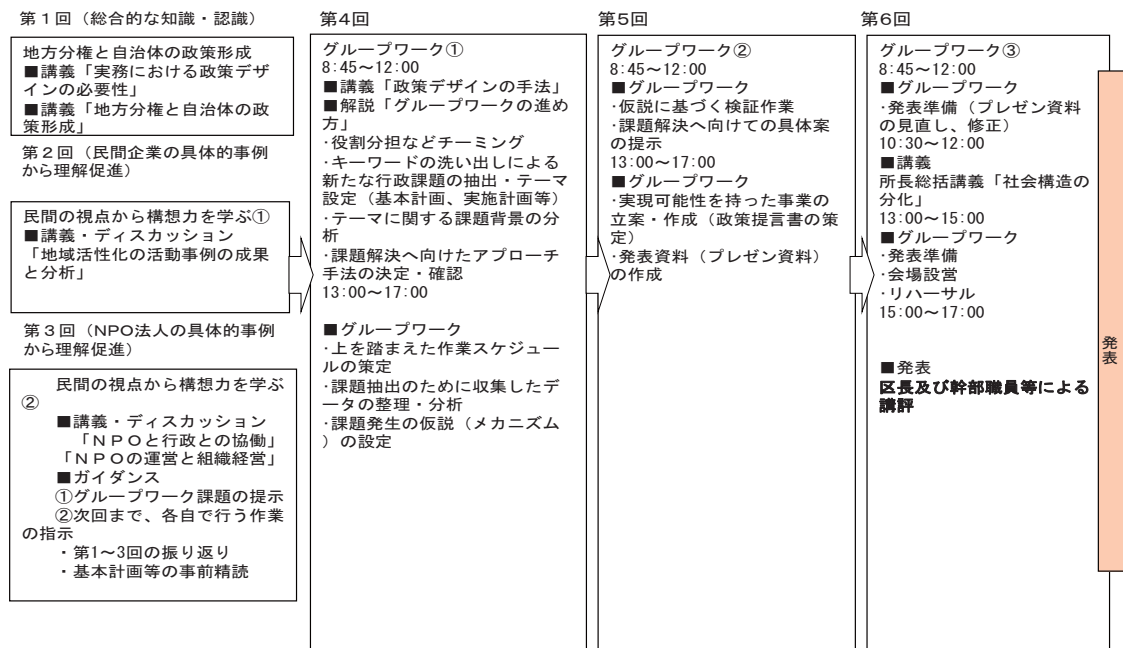 第１回（総合的な知識・認識）
地方分権と自治体の政策形成
■講義「実務における政策デザ
インの必要性」
■講義「地方分権と自治体の政
策形成」
第２回（民間企業の具体的事例
から理解促進）
民間の視点から構想力を学ぶ①
■講義・ディスカッション
「地域活性化の活動事例の成果
と分析」
第３回（NPO法人の具体的事例
から理解促進）
民間の視点から構想力を学ぶ
②
■講義・ディスカッション
「ＮＰＯと行政との協働」
「ＮＰＯの運営と組織経営」
■ガイダンス
①グループワーク課題の提示
②次回まで、各自で行う作業
の指示
・第1～3回の振り返り
・基本計画等の事前精読
第4回
グループワーク①
8:45～12:00
■講義「政策デザインの手法」
■解説「グループワークの進め
方」
・役割分担などチーミング
・キーワードの洗い出しによる
新たな行政課題の抽出・テーマ
設定（基本計画、実施計画等）
・テーマに関する課題背景の分
析
・課題解決へ向けたアプローチ
手法の決定・確認
13:00～17:00
■グループワーク
・上を踏まえた作業スケジュー
ルの策定
・課題抽出のために収集したデ
ータの整理・分析
・課題発生の仮説（メカニズム
）の設定
第5回
グループワーク②
8:45～12:00
■グループワーク
・仮説に基づく検証作業
・課題解決へ向けての具体案
の提示
13:00～17:00
■グループワーク
・実現可能性を持った事業の
立案・作成（政策提言書の策
定）
・発表資料（プレゼン資料）
の作成
第6回
グループワーク③
8:45～12:00
■グループワーク
・発表準備（プレゼン資料
の見直し、修正）
10:30～12:00
■講義
所長総括講義「社会構造の
分化」
13:00～15:00
■グループワーク
・発表準備
・会場設営
・リハーサル
15:00～17:00
■発表
区長及び幹部職員等による
講評
発表